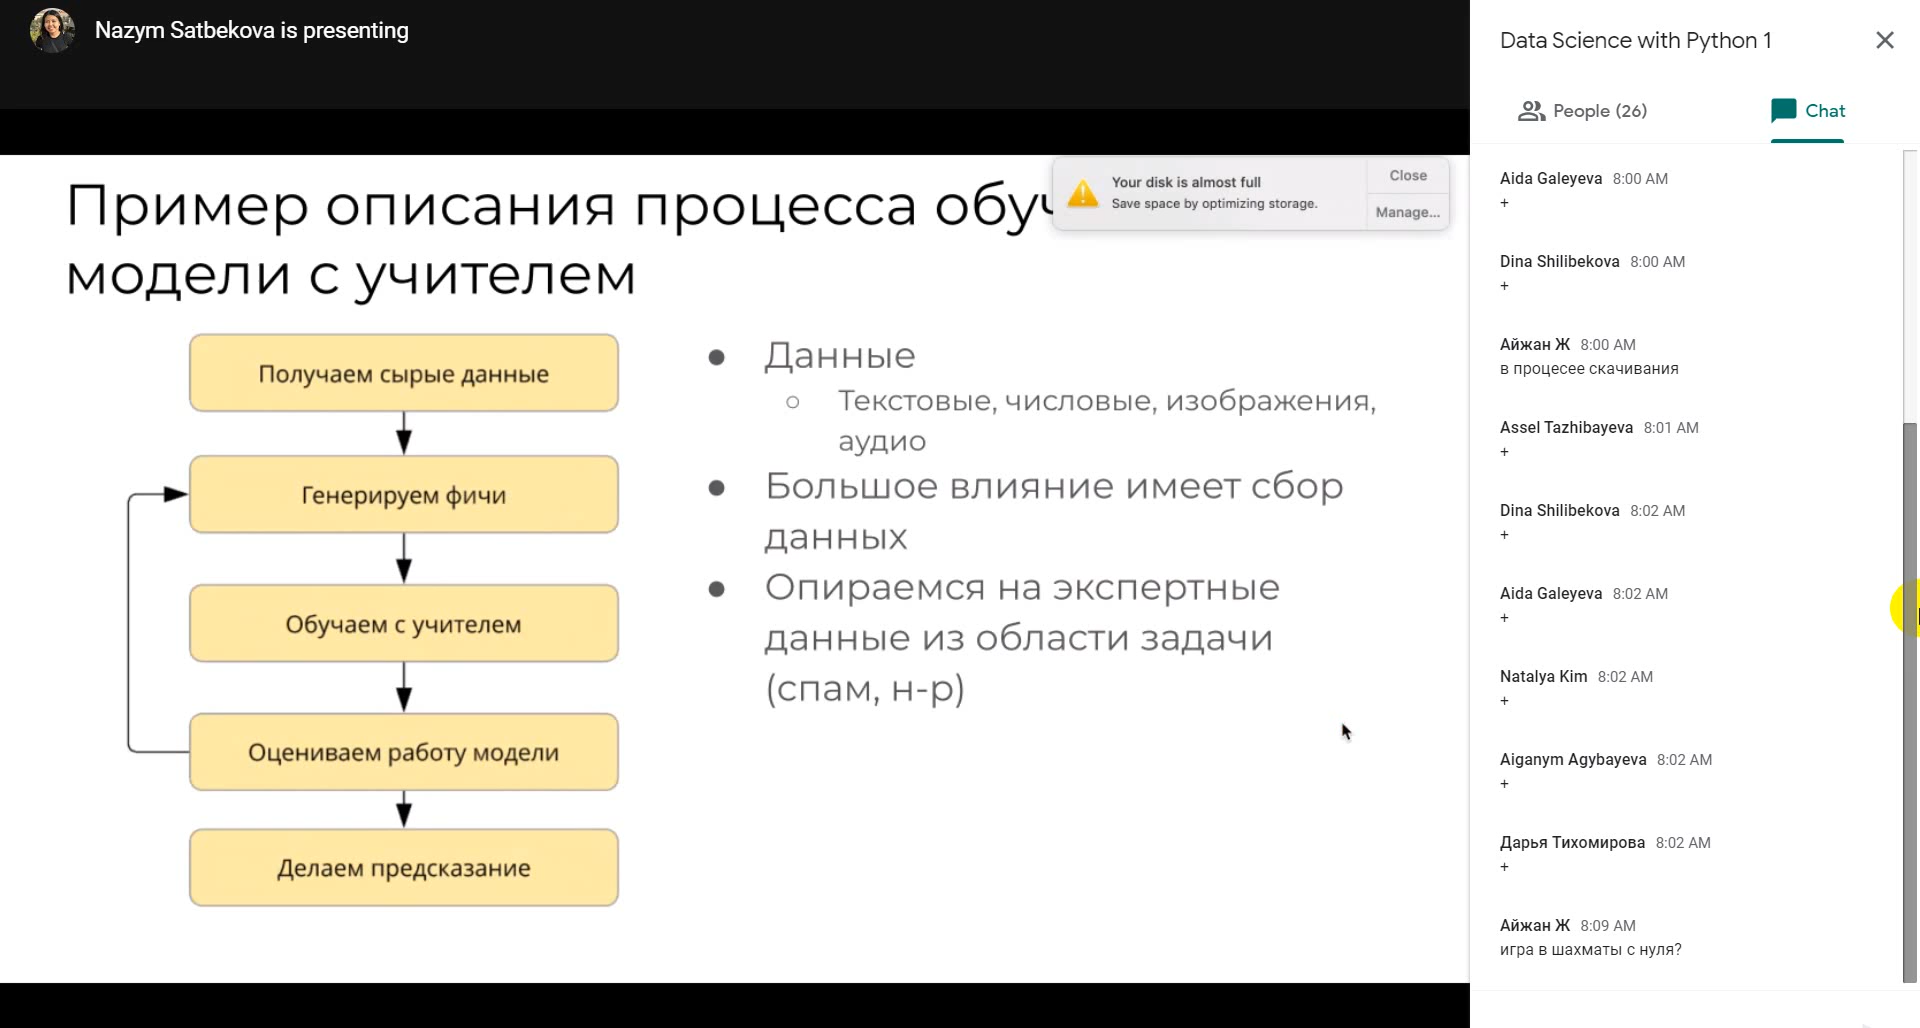 Nazym Satbekova is presenting
Пример описания процесса обуч
модели с учителем
Your disk is almost full
Save space by optimizing storage.
Close
Manage...
Получаем сырые данные
Генерируем фичи
Обучаем с учителем
Оцениваем работу модели
Делаем предсказание
● Данные
○ Текстовые, числовые, изображения,
аудио
● Большое влияние имеет сбор
данных
● Опираемся на экспертные
данные из области задачи
(спам, н-р)
Data Science with Python 1
People (26)
Chat
Aida Galeyeva 8:00 AM
+
Dina Shilibekova 8:00 AM
+
Айжан Ж 8:00 AM
в процесее скачивания
Assel Tazhibayeva 8:01 AM
+
Dina Shilibekova 8:02 AM
+
Aida Galeyeva 8:02 AM
+
Natalya Kim 8:02 AM
+
Aiganym Agybayeva 8:02 AM
+
Дарья Тихомирова 8:02 AM
+
Айжан Ж 8:09 AM
игра в шахматы с нуля?